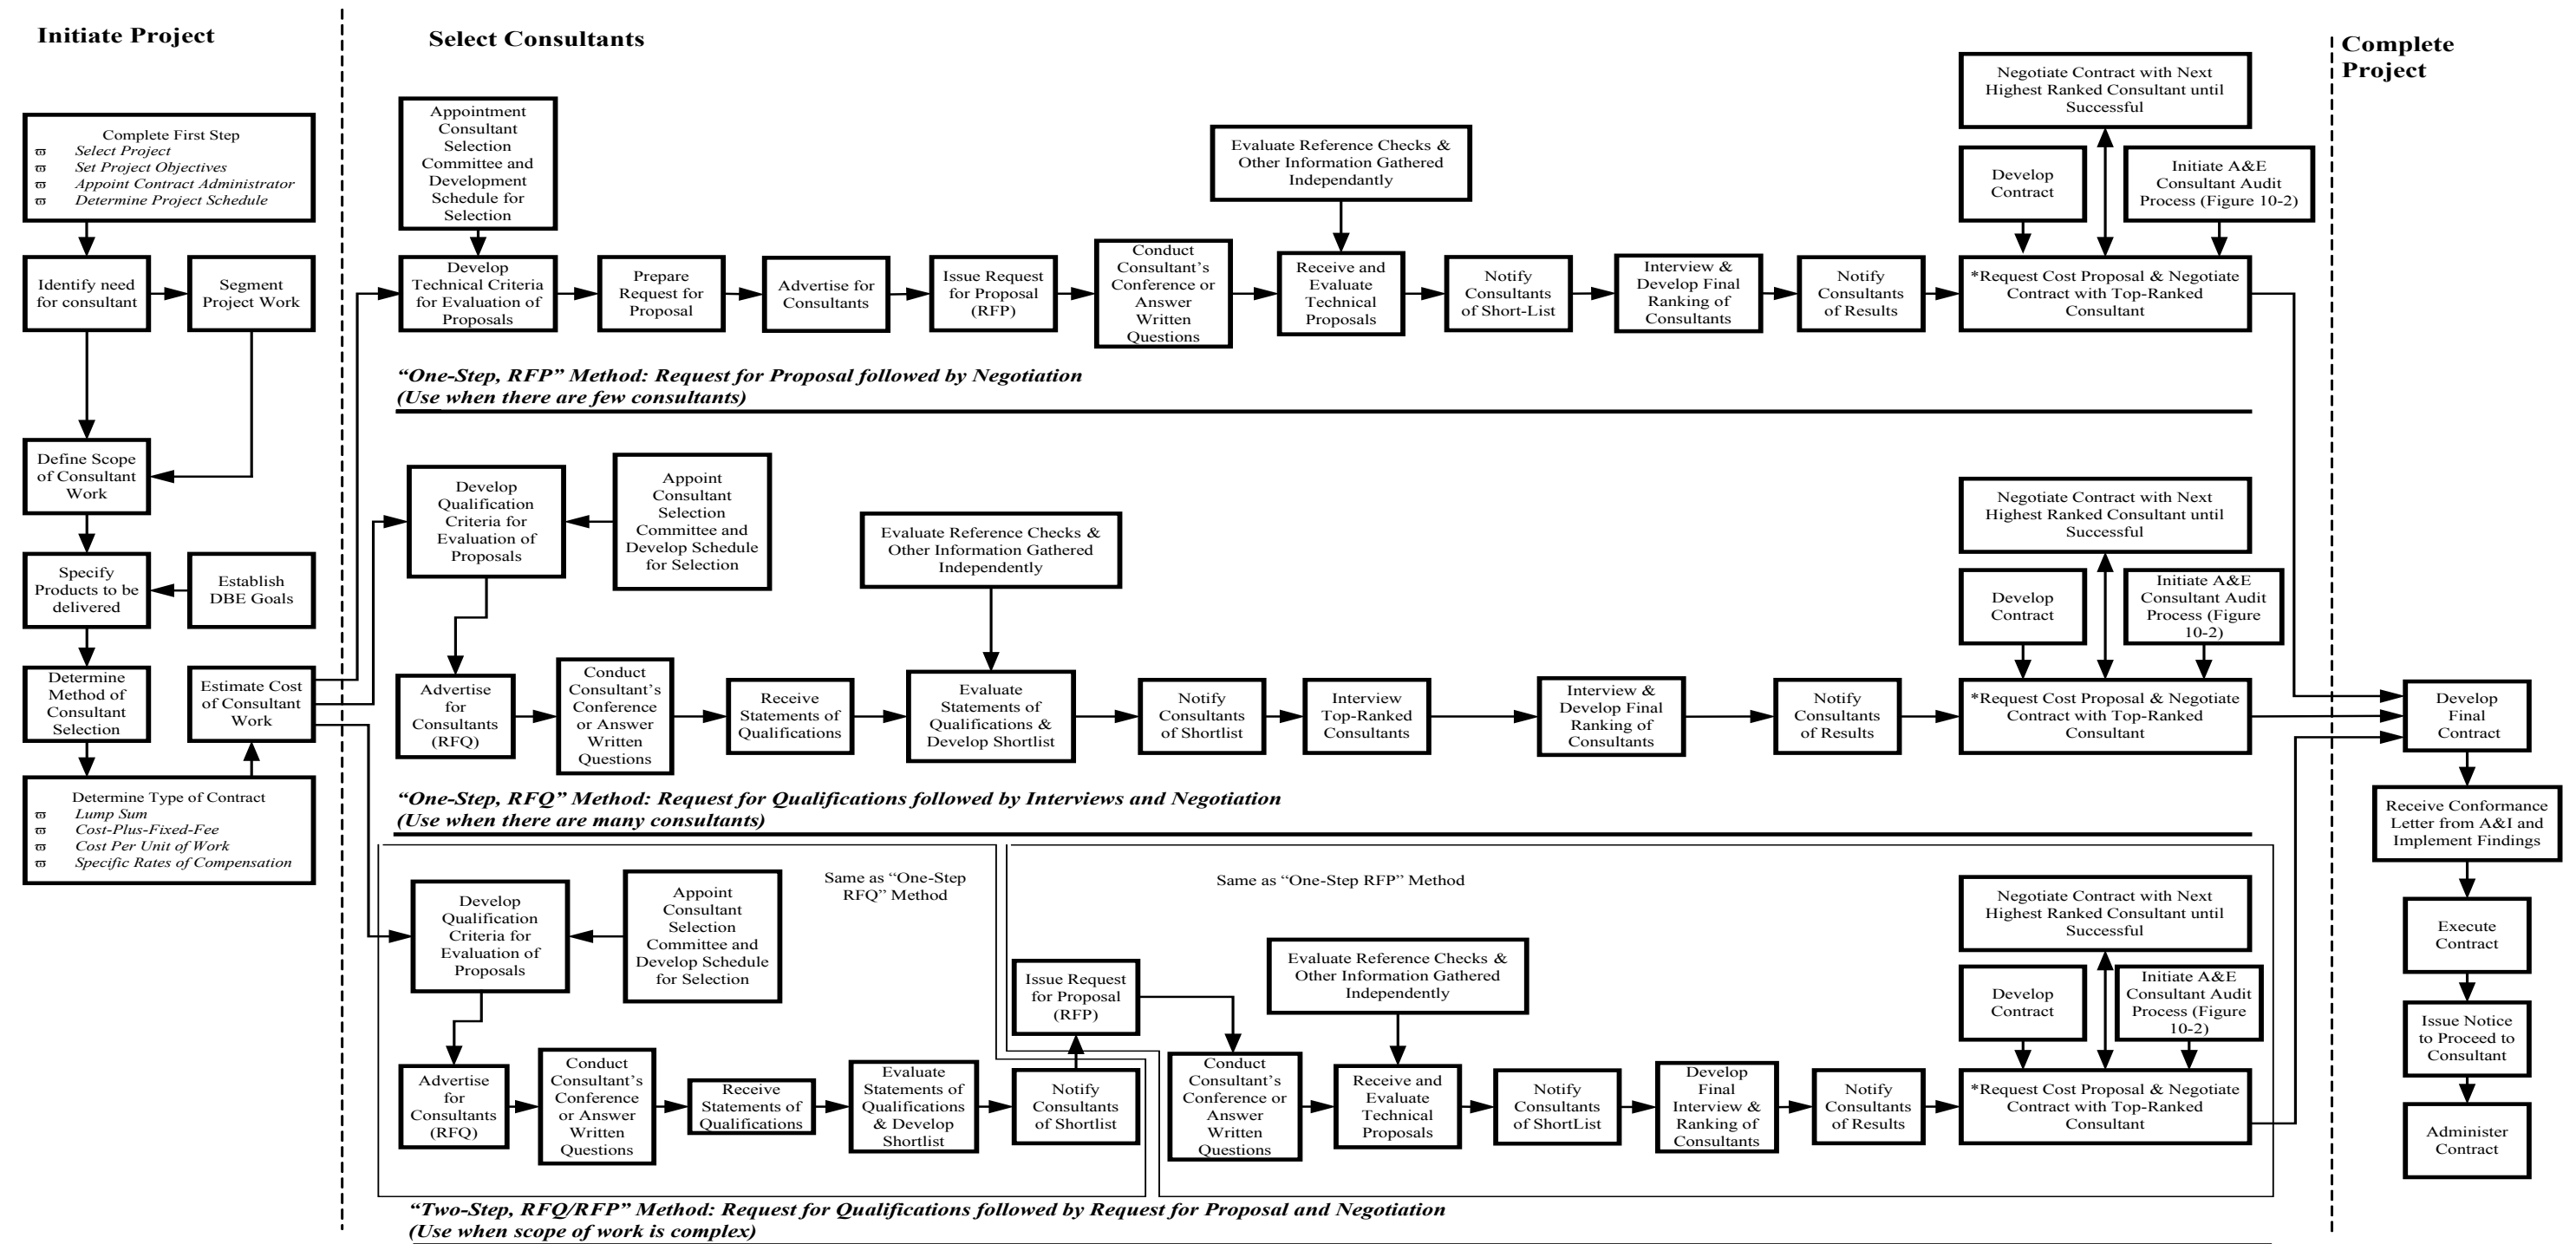 Initiate Project
Complete First Step
ϖ Select Project
ϖ Set Project Objectives
ϖ Appoint Contract Administrator
ϖ Determine Project Schedule
Identify need
for consultant
Segment
Project Work
Define Scope
of Consultant
Work
Specify
Products to be
delivered
Establish
DBE Goals
Determine
Method of
Consultant
Selection
Estimate Cost
of Consultant
Work
Determine Type of Contract
ϖ Lump Sum
ϖ Cost-Plus-Fixed-Fee
ϖ Cost Per Unit of Work
ϖ Specific Rates of Compensation
Select Consultants
Appointment
Consultant
Selection
Committee and
Development
Schedule for
Selection
Develop
Technical Criteria
for Evaluation of
Proposals
Prepare
Request for
Proposal
Advertise for
Consultants
Issue Request
for Proposal
(RFP)
Conduct
Consultant’s
Conference or
Answer
Written
Questions
Evaluate Reference Checks &
Other Information Gathered
Independantly
Receive and
Evaluate
Technical
Proposals
Notify
Consultants
of Short-List
Interview &
Develop Final
Ranking of
Consultants
Notify
Consultants
of Results
Negotiate Contract with Next
Highest Ranked Consultant until
Successful
Develop
Contract
Initiate A&E
Consultant Audit
Process (Figure 10-2)
*Request Cost Proposal & Negotiate
Contract with Top-Ranked
Consultant
“One-Step, RFP” Method: Request for Proposal followed by Negotiation
(Use when there are few consultants)
Develop
Qualification
Criteria for
Evaluation of
Proposals
Appoint
Consultant
Selection
Committee and
Develop Schedule
for Selection
Advertise
for
Consultants
(RFQ)
Conduct
Consultant’s
Conference
or Answer
Written
Questions
Receive
Statements of
Qualifications
Evaluate Reference Checks &
Other Information Gathered
Independently
Evaluate
Statements of
Qualifications &
Develop Shortlist
Notify
Consultants
of Shortlist
Interview
Top-Ranked
Consultants
Interview &
Develop Final
Ranking of
Consultants
Notify
Consultants
of Results
Negotiate Contract with Next
Highest Ranked Consultant until
Successful
Develop
Contract
Initiate A&E
Consultant Audit
Process (Figure
10-2)
*Request Cost Proposal & Negotiate
Contract with Top-Ranked
Consultant
“One-Step, RFQ” Method: Request for Qualifications followed by Interviews and Negotiation
(Use when there are many consultants)
Same as “One-Step
RFQ” Method
Develop
Qualification
Criteria for
Evaluation of
Proposals
Appoint
Consultant
Selection
Committee and
Develop Schedule
for Selection
Advertise
for
Consultants
(RFQ)
Conduct
Consultant’s
Conference
or Answer
Written
Questions
Receive
Statements of
Qualifications
Evaluate
Statements of
Qualifications
& Develop
Shortlist
Notify
Consultants
of Shortlist
Same as “One-Step RFP” Method
Issue Request
for Proposal
(RFP)
Conduct
Consultant’s
Conference or
Answer
Written
Questions
Evaluate Reference Checks &
Other Information Gathered
Independently
Receive and
Evaluate
Technical
Proposals
Notify
Consultants
of ShortList
Develop
Final
Interview &
Ranking of
Consultants
Notify
Consultants
of Results
Negotiate Contract with Next
Highest Ranked Consultant until
Successful
Develop
Contract
Initiate A&E
Consultant Audit
Process (Figure
10-2)
*Request Cost Proposal & Negotiate
Contract with Top-Ranked
Consultant
“Two-Step, RFQ/RFP” Method: Request for Qualifications followed by Request for Proposal and Negotiation
(Use when scope of work is complex)
Complete
Project
Develop
Final
Contract
Receive Conformance
Letter from A&I and
Implement Findings
Execute
Contract
Issue Notice
to Proceed to
Consultant
Administer
Contract